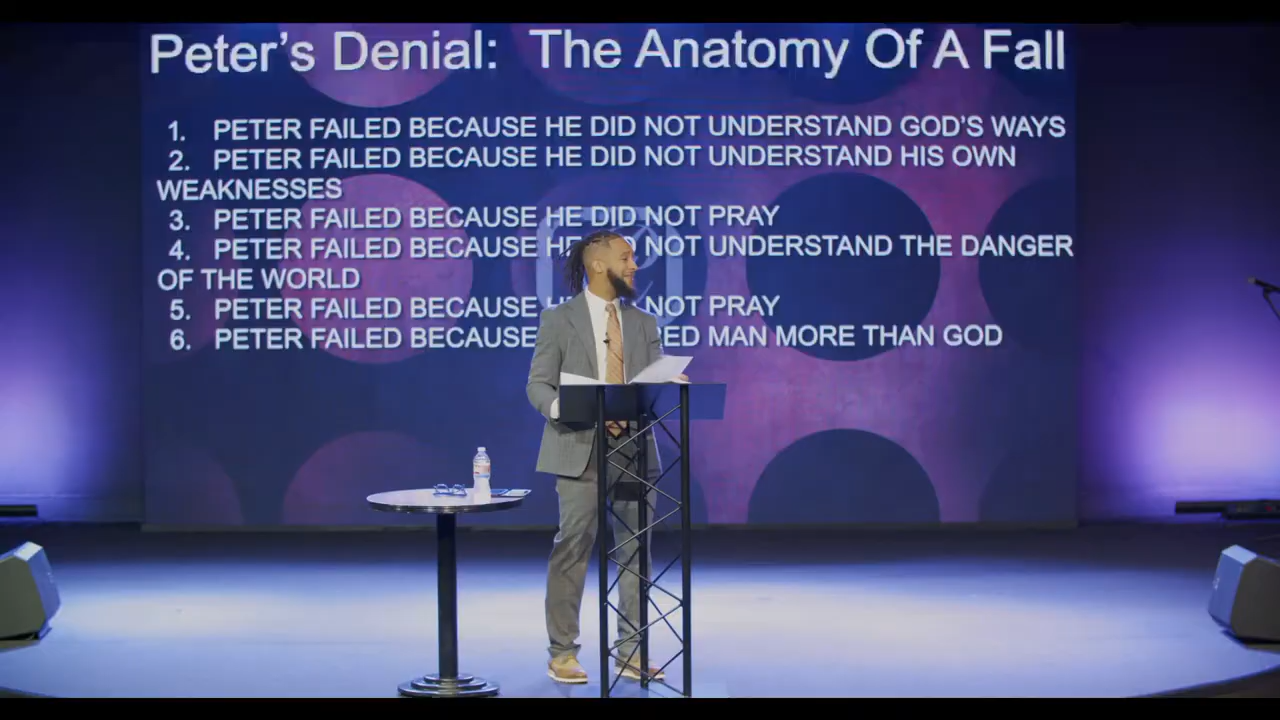 Peter's Denial: The Anatomy Of A Fall
1. PETER FAILED BECAUSE HE DID NOT UNDERSTAND GOD'S WAYS
2. PETER FAILED BECAUSE HE DID NOT UNDERSTAND HIS OWN
WEAKNESSES
3. PETER FAILED BECAUSE HE DID NOT PRAY
4. PETER FAILED BECAUSE NOT UNDERSTAND THE DANGER
OF THE WORLD
5. PETER FAILED BECAUSE NOT PRAY
6. PETER FAILED BECAUSE MAN MORE THAN GOD